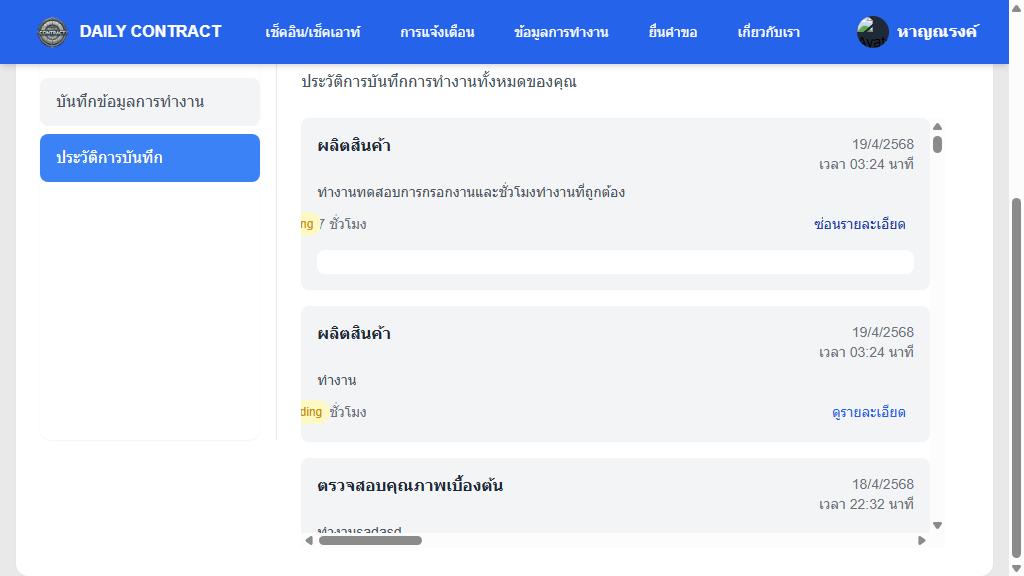 DAILY CONTRACT
เช็คอิน/เช็คเอาท์
การแจ้งเตือน
ข้อมูลการทำงาน
ยื่นคำขอ
เกี่ยวกับเรา
หาญณรงค์
บันทึกข้อมูลการทำงาน
ประวัติการบันทึก
ประวัติการบันทึกการทำงานทั้งหมดของคุณ
ผลิตสินค้า
19/4/2568
เวลา 03:24 นาที
ทำงานทดสอบการกรอกงานและชั่วโมงทำงานที่ถูกต้อง
ng 7 ชั่วโมง
ซ่อนรายละเอียด
ผลิตสินค้า
19/4/2568
เวลา 03:24 นาที
ทำงาน
ding ชั่วโมง
ดูรายละเอียด
ตรวจสอบคุณภาพเบื้องต้น
18/4/2568
เวลา 22:32 นาที
ทำงานsadasd